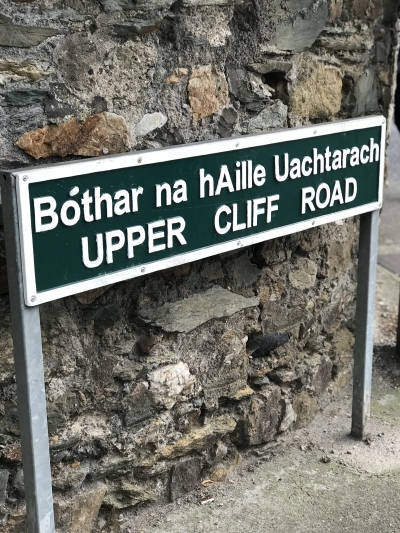 Bóthar na hAille Uachtarach
UPPER CLIFF ROAD